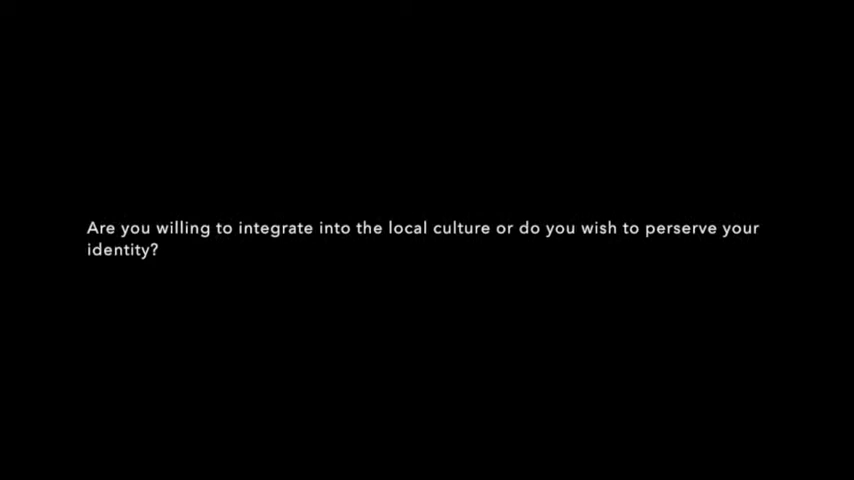 Are you willing to integrate into the local culture or do you wish to perserve your
identity?